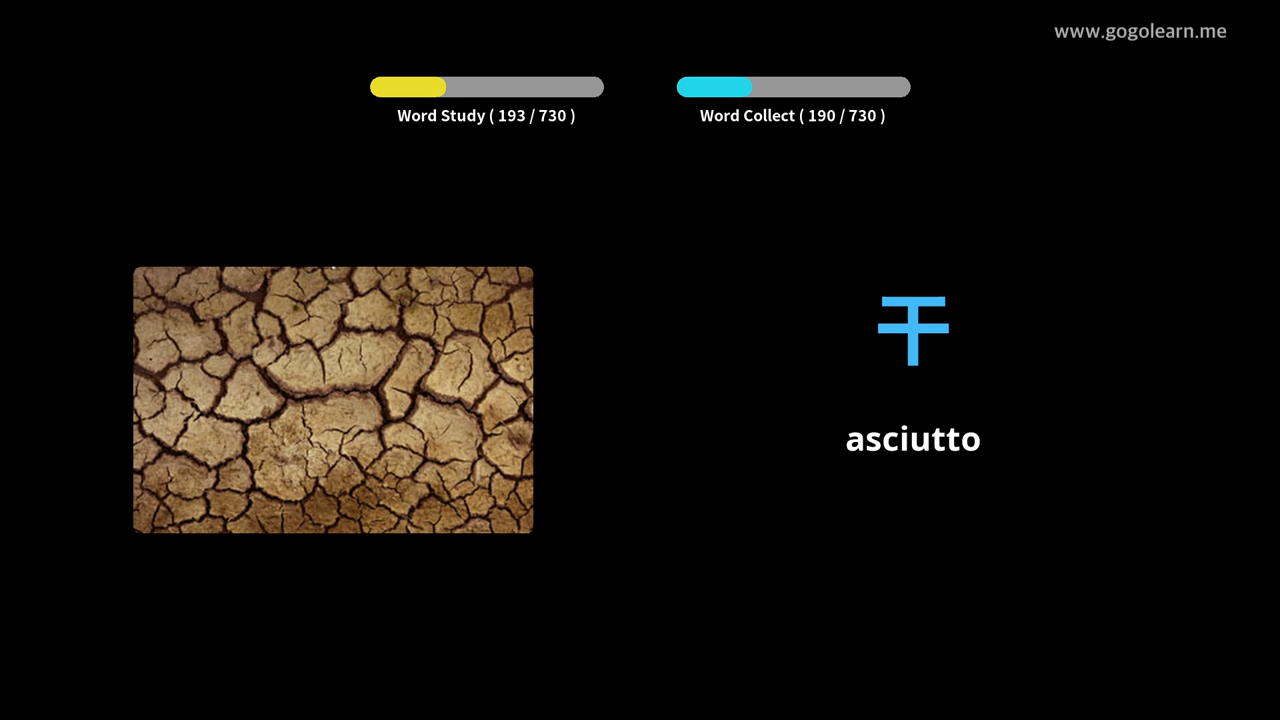 www.gogolearn.me
Word Study ( 193 / 730 )
Word Collect ( 190 / 730 )
干
asciutto